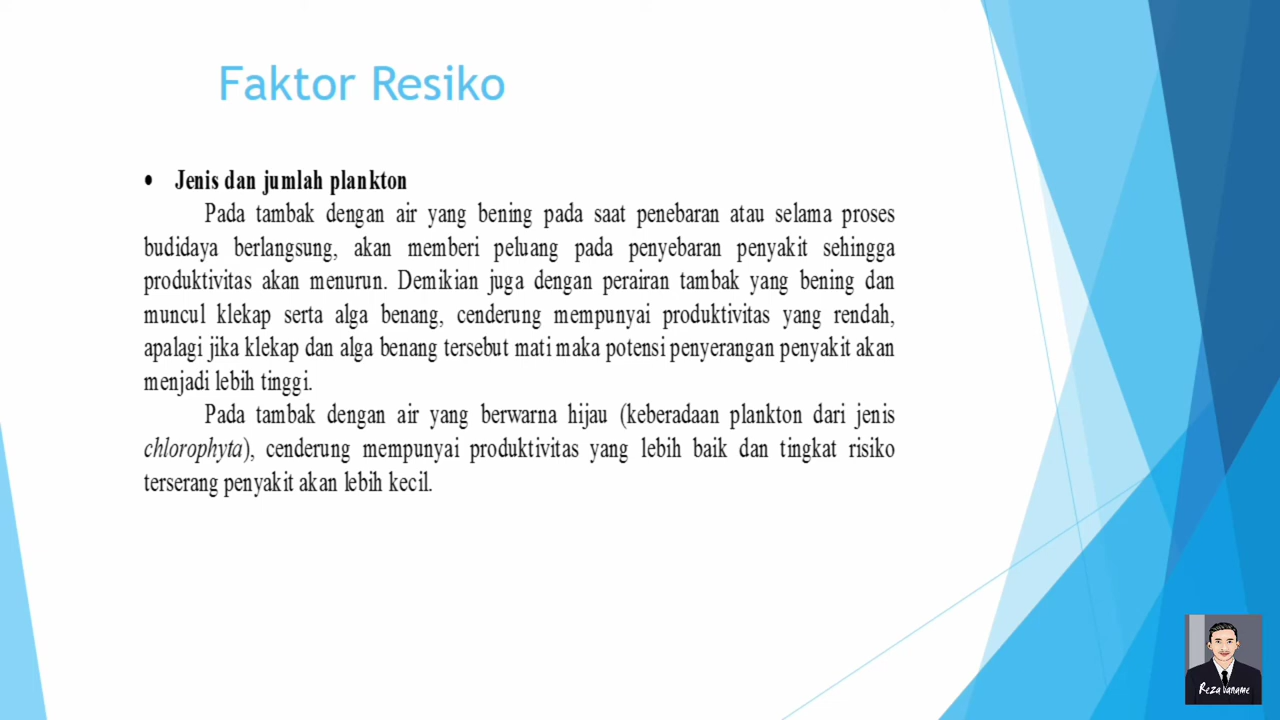 Faktor Resiko
• Jenis dan jumlah plankton
Pada tambak dengan air yang bening pada saat penebaran atau selama proses
budidaya berlangsung, akan memberi peluang pada penyebaran penyakit sehingga
produktivitas akan menurun. Demikian juga dengan perairan tambak yang bening dan
muncul klekap serta alga benang, cenderung mempunyai produktivitas yang rendah,
apalagi jika klekap dan alga benang tersebut mati maka potensi penyerangan penyakit akan
menjadi lebih tinggi.
Pada tambak dengan air yang berwarna hijau (keberadaan plankton dari jenis
chlorophyta), cenderung mempunyai produktivitas yang lebih baik dan tingkat risiko
terserang penyakit akan lebih kecil.
Reza Vaname